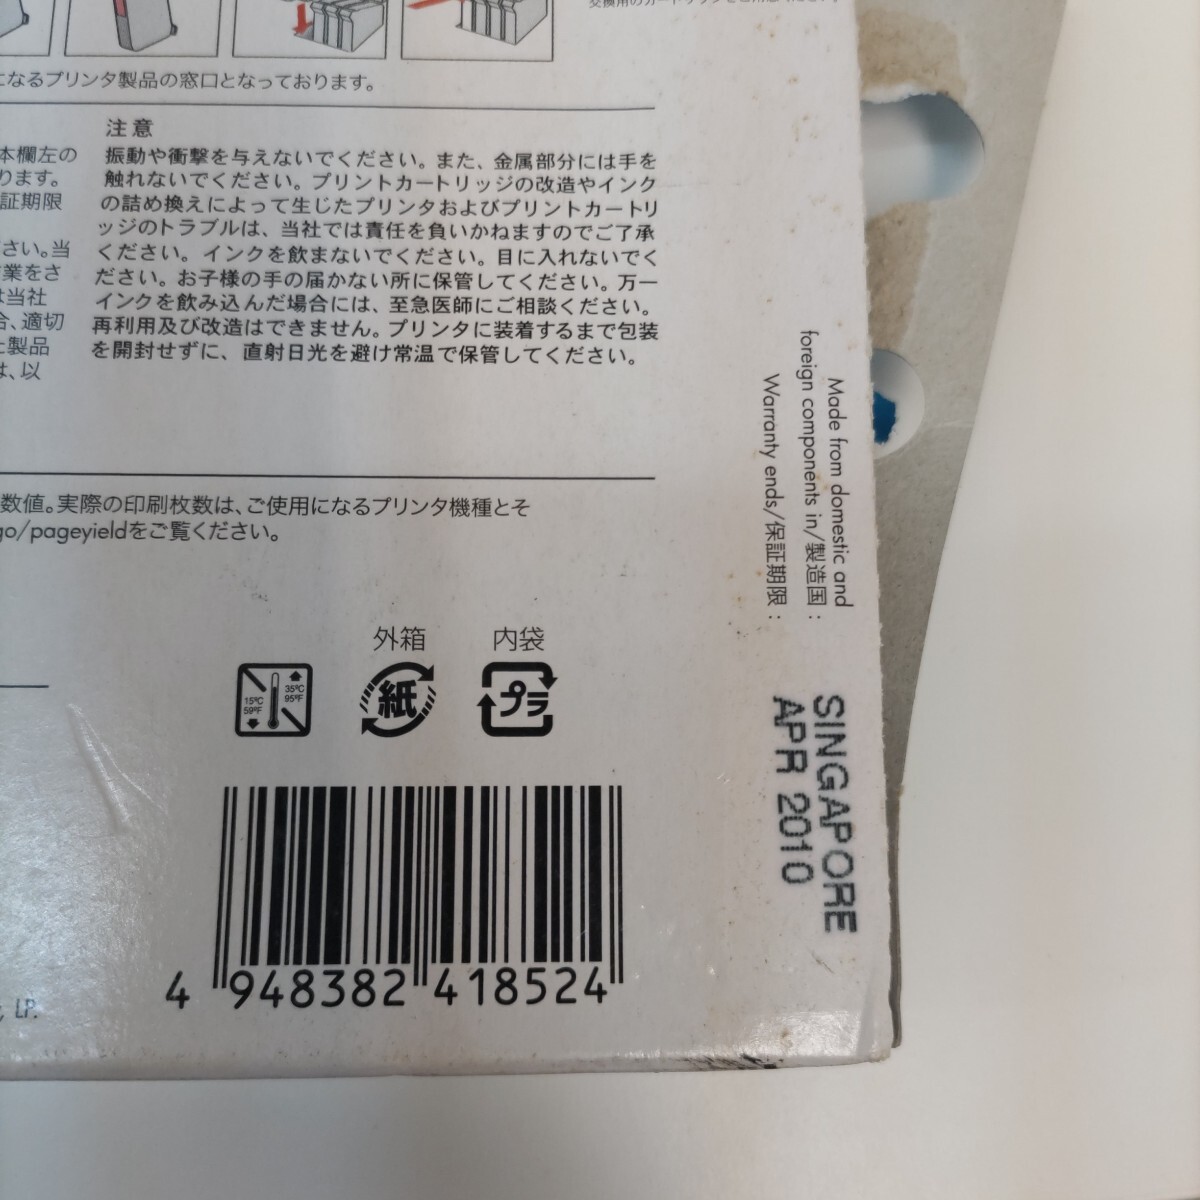 になるプリンタ製品の窓口となっております。
本欄左の
ります。
証期限
さい。当
業をさ
は当社
合、適切
た製品
は、以
注意
振動や衝撃を与えないでください。また、金属部分には手を
触れないでください。プリントカートリッジの改造やインク
の詰め換えによって生じたプリンタおよびプリントカートリ
ッジのトラブルは、当社では責任を負いかねますのでご了承
ください。インクを飲まないでください。目に入れないでく
ださい。お子様の手の届かない所に保管してください。万一
インクを飲み込んだ場合には、至急医師にご相談ください。
再利用及び改造はできません。プリンタに装着するまで包装
を開封せずに、直射日光を避け常温で保管してください。
Made from domestic and
foreign components in/製造国:
Warranty ends/保証期限:
SINGAPORE
APR 2010
数値。実際の印刷枚数は、ご使用になるプリンタ機種とそ
go/pageyieldをご覧ください。
外箱
内袋
35°C
95°F
15°C
59°F
紙
プラ
4 948382 418524
, LP.